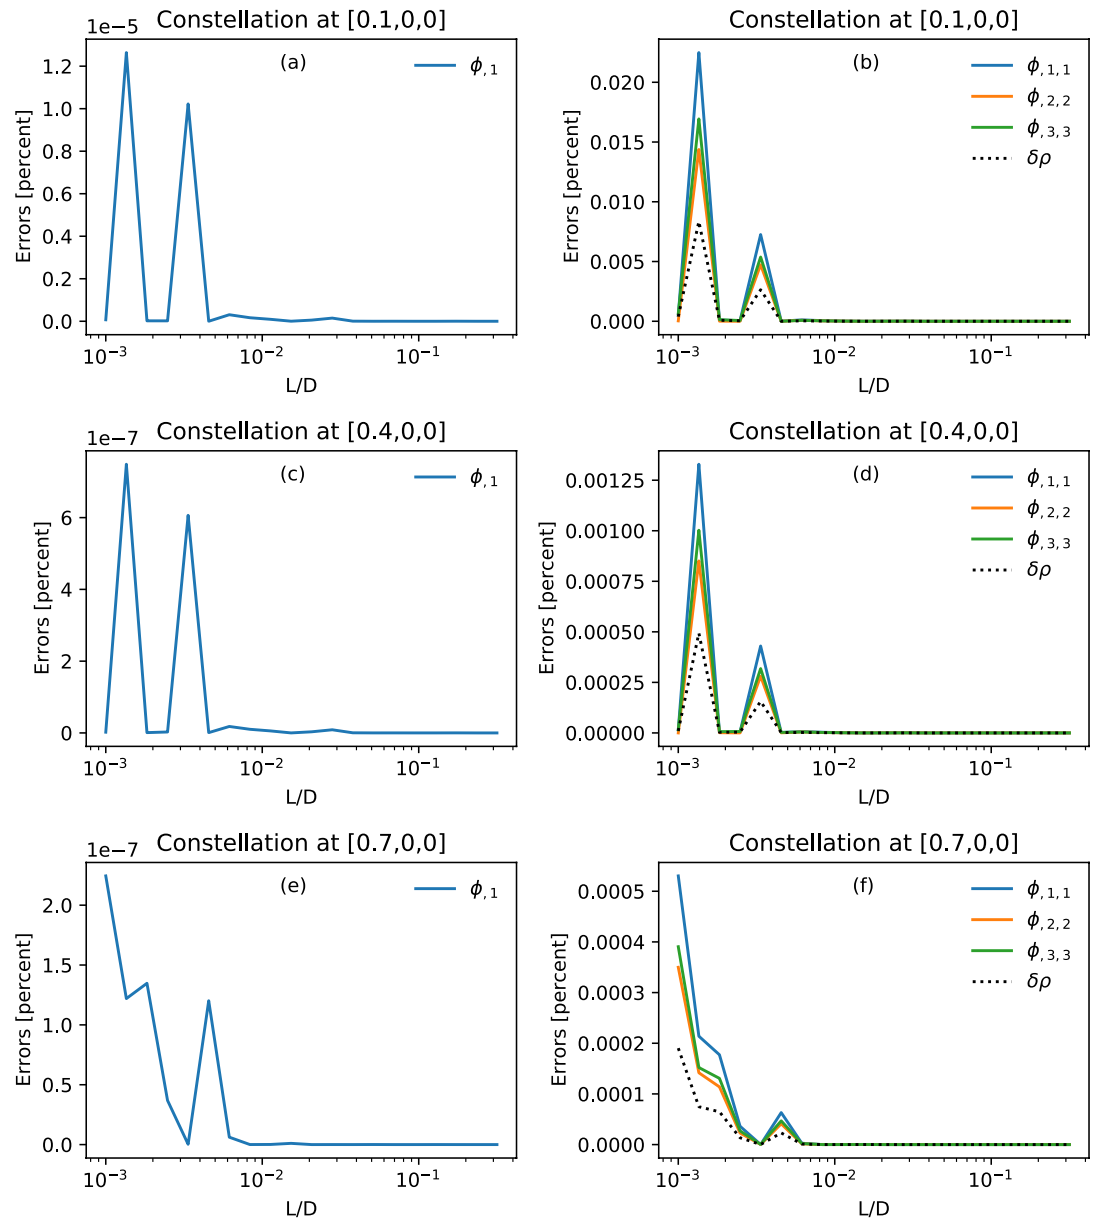 Constellation at [0.1,0,0]
1e−5
(a)
ϕ,1
Errors [percent]
1.2
1.0
0.8
0.6
0.4
0.2
0.0
10−3 10−2 10−1
L/D
Constellation at [0.1,0,0]
(b)
ϕ,1,1
ϕ,2,2
ϕ,3,3
δρ
Errors [percent]
0.020
0.015
0.010
0.005
0.000
10−3 10−2 10−1
L/D
Constellation at [0.4,0,0]
1e−7
(c)
ϕ,1
Errors [percent]
6
4
2
0
10−3 10−2 10−1
L/D
Constellation at [0.4,0,0]
(d)
ϕ,1,1
ϕ,2,2
ϕ,3,3
δρ
Errors [percent]
0.00125
0.00100
0.00075
0.00050
0.00025
0.00000
10−3 10−2 10−1
L/D
Constellation at [0.7,0,0]
1e−7
(e)
ϕ,1
Errors [percent]
2.0
1.5
1.0
0.5
0.0
10−3 10−2 10−1
L/D
Constellation at [0.7,0,0]
(f)
ϕ,1,1
ϕ,2,2
ϕ,3,3
δρ
Errors [percent]
0.0005
0.0004
0.0003
0.0002
0.0001
0.0000
10−3 10−2 10−1
L/D